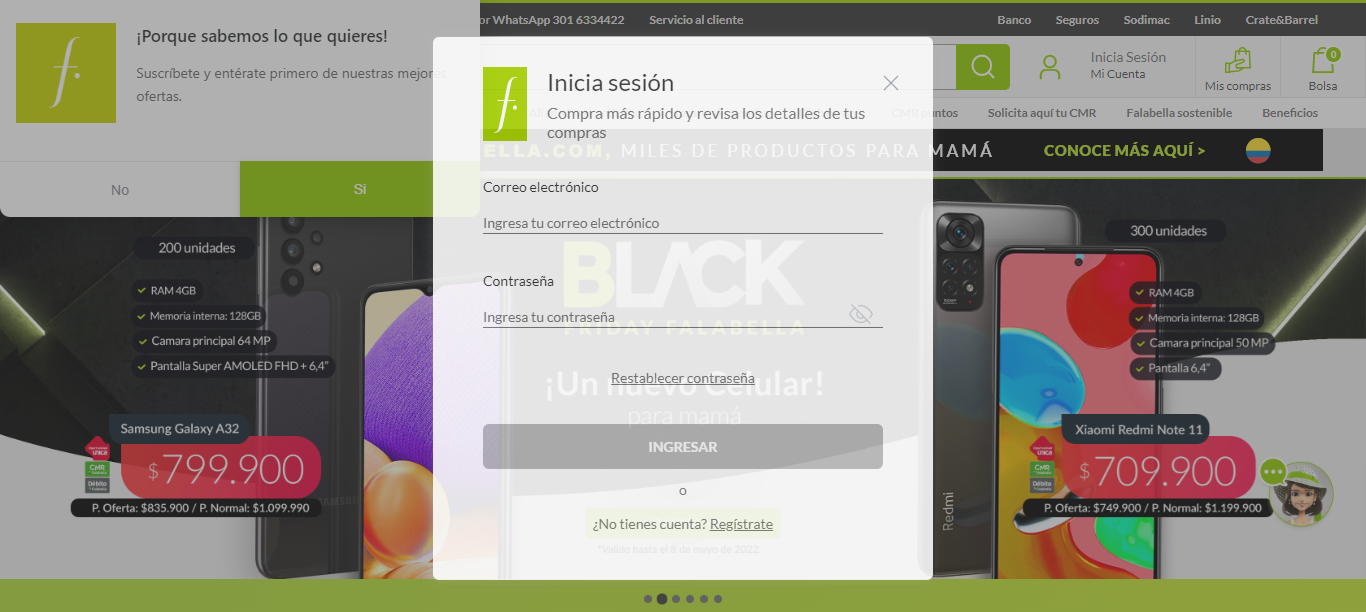 ¡Porque sabemos lo que quieres!
Suscríbete y entérate primero de nuestras mejores
ofertas.
No
Si
or WhatsApp 301 6334422
Servicio al cliente
Banco
Seguros
Sodimac
Linio
Crate&Barrel
Inicia Sesión
Mi Cuenta
Mis compras
0
Bolsa
CMR puntos
Solicita aquí tu CMR
Falabella sostenible
Beneficios
ELLA.COM, MILES DE PRODUCTOS PARA MAMÁ
CONOCE MÁS AQUÍ >
f.
Inicia sesión
Compra más rápido y revisa los detalles de tus
compras
Correo electrónico
Ingresa tu correo electrónico
Contraseña
Ingresa tu contraseña
Restablecer contraseña
INGRESAR
o
¿No tienes cuenta? Regístrate
BLACK
FRIDAY FALABELLA
¡Un nuevo Celular!
para mamá
*Válido hasta el 8 de mayo de 2022
200 unidades
RAM 4GB
Memoria interna: 128GB
Camara principal 64 MP
Pantalla Super AMOLED FHD + 6,4”
Samsung Galaxy A32
CMR
Débito
$799.900
P. Oferta: $835.900 / P. Normal: $1.099.990
SAMSUNG
300 unidades
RAM 4GB
Memoria interna: 128GB
Camara principal 50 MP
Pantalla 6,4”
Xiaomi Redmi Note 11
CMR
Débito
$709.900
P. Oferta: $749.900 / P. Normal: $1.199.900
Redmi